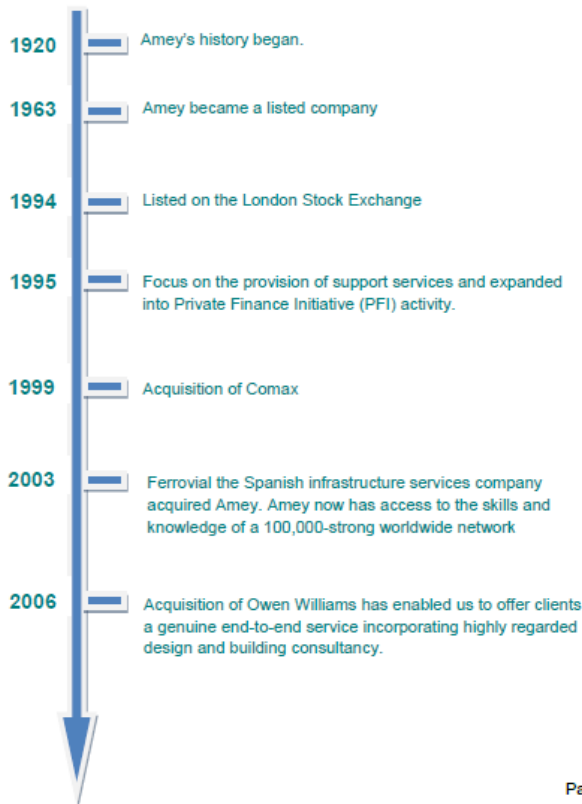 1920 Amey's history began.
1963 Amey became a listed company
1994 Listed on the London Stock Exchange
1995 Focus on the provision of support services and expanded
into Private Finance Initiative (PFI) activity.
1999 Acquisition of Comax
2003 Ferrovial the Spanish infrastructure services company
acquired Amey. Amey now has access to the skills and
knowledge of a 100,000-strong worldwide network
2006 Acquisition of Owen Williams has enabled us to offer clients
a genuine end-to-end service incorporating highly regarded
design and building consultancy.
Pa